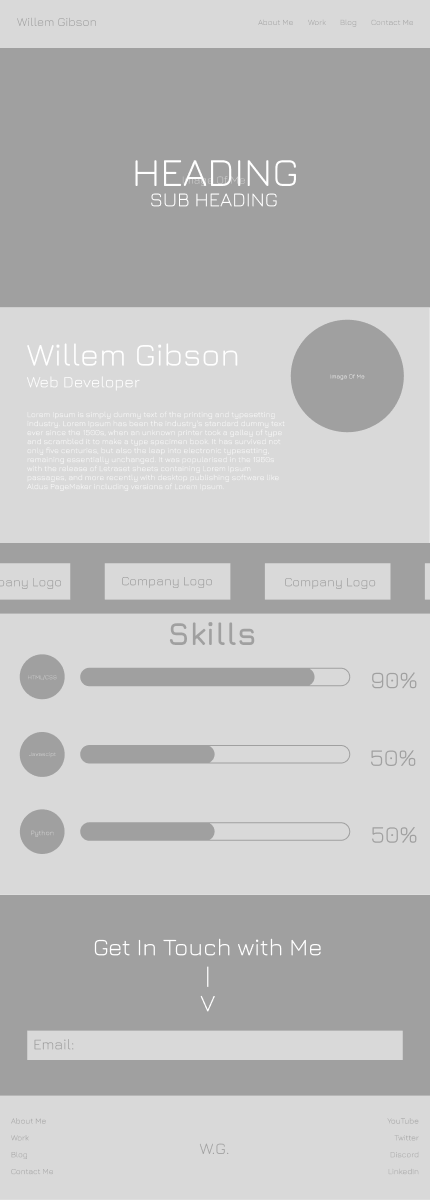 Willem Gibson
About Me Work Blog Contact Me
Image Of Me
HEADING
SUB HEADING
Willem Gibson
Web Developer
Image Of Me
Lorem Ipsum is simply dummy text of the printing and typesetting
industry. Lorem Ipsum has been the industry's standard dummy text
ever since the 1500s, when an unknown printer took a galley of type
and scrambled it to make a type specimen book. It has survived not
only five centuries, but also the leap into electronic typesetting,
remaining essentially unchanged. It was popularised in the 1960s
with the release of Letraset sheets containing Lorem Ipsum
passages, and more recently with desktop publishing software like
Aldus PageMaker including versions of Lorem Ipsum.
pany Logo
Company Logo
Company Logo
Skills
HTML/CSS
90%
Javascript
50%
Python
50%
Get In Touch with Me
|
V
Email:
About Me
Work
Blog
Contact Me
W.G.
YouTube
Twitter
Discord
LinkedIn